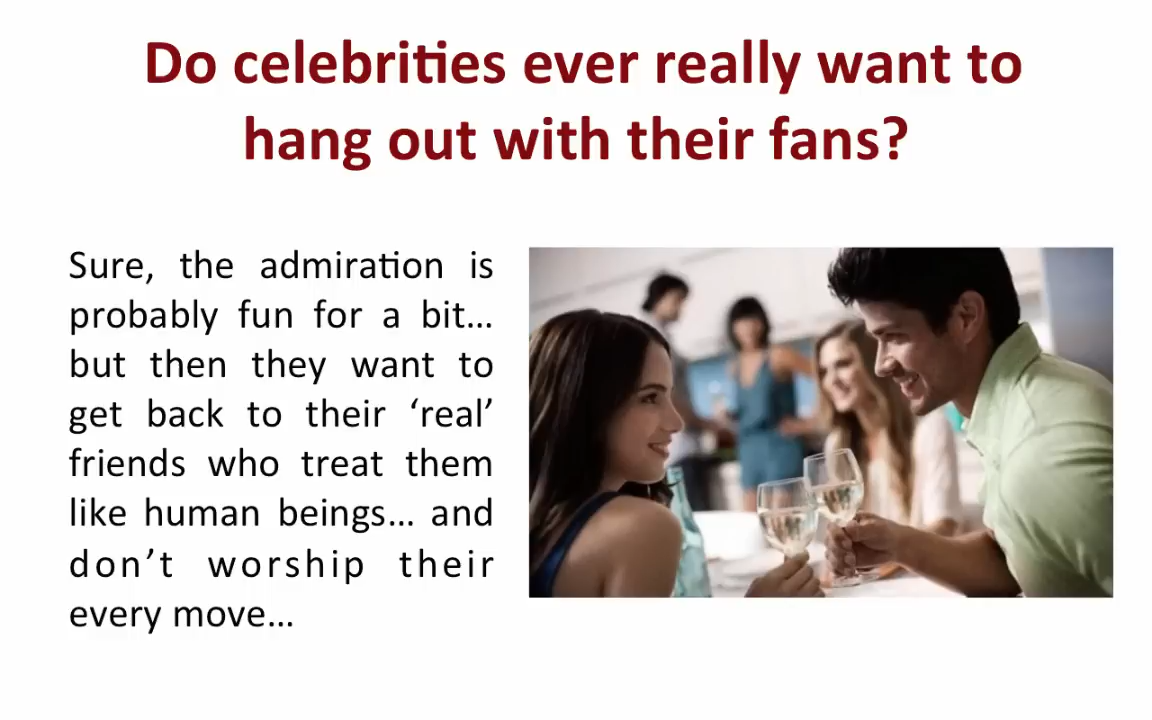 Do celebrities ever really want to
hang out with their fans?
Sure, the admiration is
probably fun for a bit…
but then they want to
get back to their ‘real’
friends who treat them
like human beings… and
don’t worship their
every move…